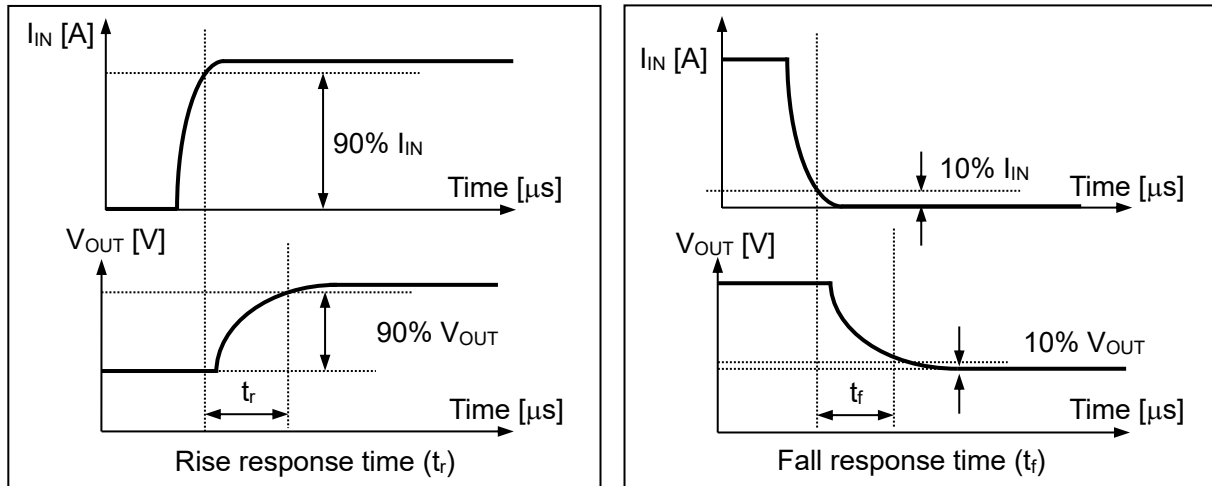 I_IN [A]
90% I_IN
Time [μs]
V_OUT [V]
90% V_OUT
t_r
Time [μs]
Rise response time (t_r)
I_IN [A]
10% I_IN
Time [μs]
V_OUT [V]
10% V_OUT
t_f
Time [μs]
Fall response time (t_f)